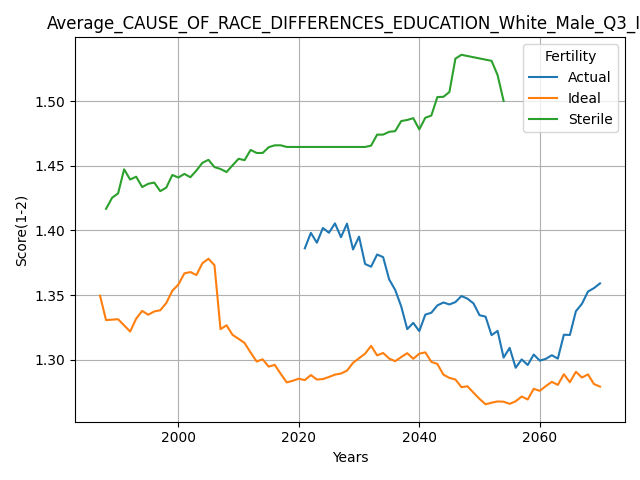 Average_CAUSE_OF_RACE_DIFFERENCES_EDUCATION_White_Male_Q3_I
Fertility
Actual
Ideal
Sterile
Score(1-2)
1.50
1.45
1.40
1.35
1.30
2000 2020 2040 2060
Years